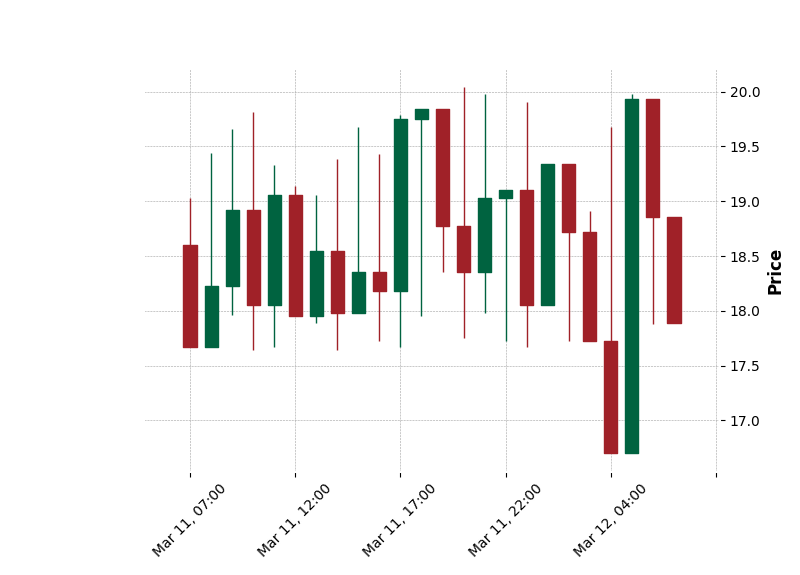 20.0
19.5
19.0
18.5
18.0
17.5
17.0
Price
Mar 11, 07:00
Mar 11, 12:00
Mar 11, 17:00
Mar 11, 22:00
Mar 12, 04:00